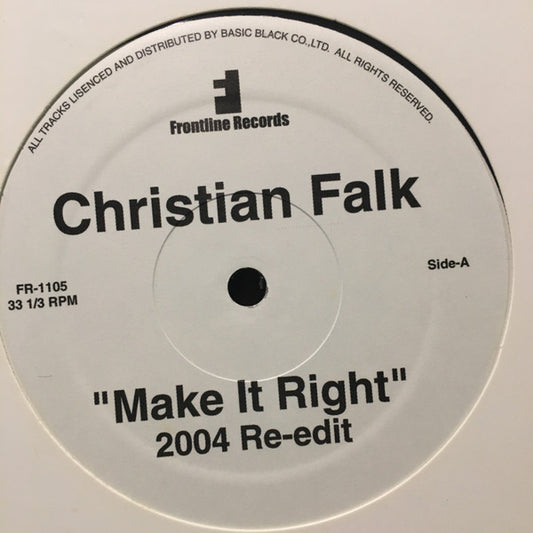 ALL TRACKS LISENCED AND DISTRIBUTED BY BASIC BLACK CO.,LTD. ALL RIGHTS RESERVED.
Frontline Records
Christian Falk
Side-A
FR-1105
33 1/3 RPM
"Make It Right"
2004 Re-edit